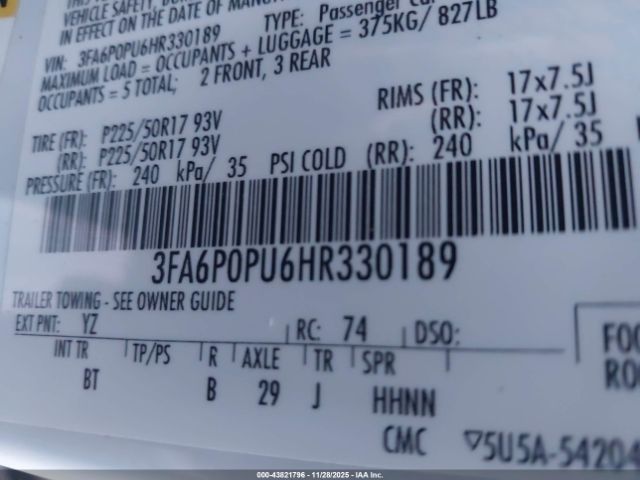 VEHICLE SAFETY,
IN EFFECT ON THE DATE OF
VIN: 3FA6P0PU6HR330189 TYPE: Passenger
MAXIMUM LOAD = OCCUPANTS + LUGGAGE = 375KG/ 827LB
OCCUPANTS = 5 TOTAL; 2 FRONT, 3 REAR
RIMS (FR): 17x7.5J
TIRE (FR): P225/50R17 93V (RR): 17x7.5J
(RR): P225/50R17 93V
PRESSURE (FR): 240 kPa/ 35 PSI COLD (RR): 240 kPa/ 35
3FA6P0PU6HR330189
TRAILER TOWING - SEE OWNER GUIDE
EXT PNT: YZ RC: 74 DSO:
INT TR TP/PS R AXLE TR SPR
BT B 29 J HHNN
CMC 5U5A-54204
000-43821796 - 11/28/2025 - IAA, Inc.